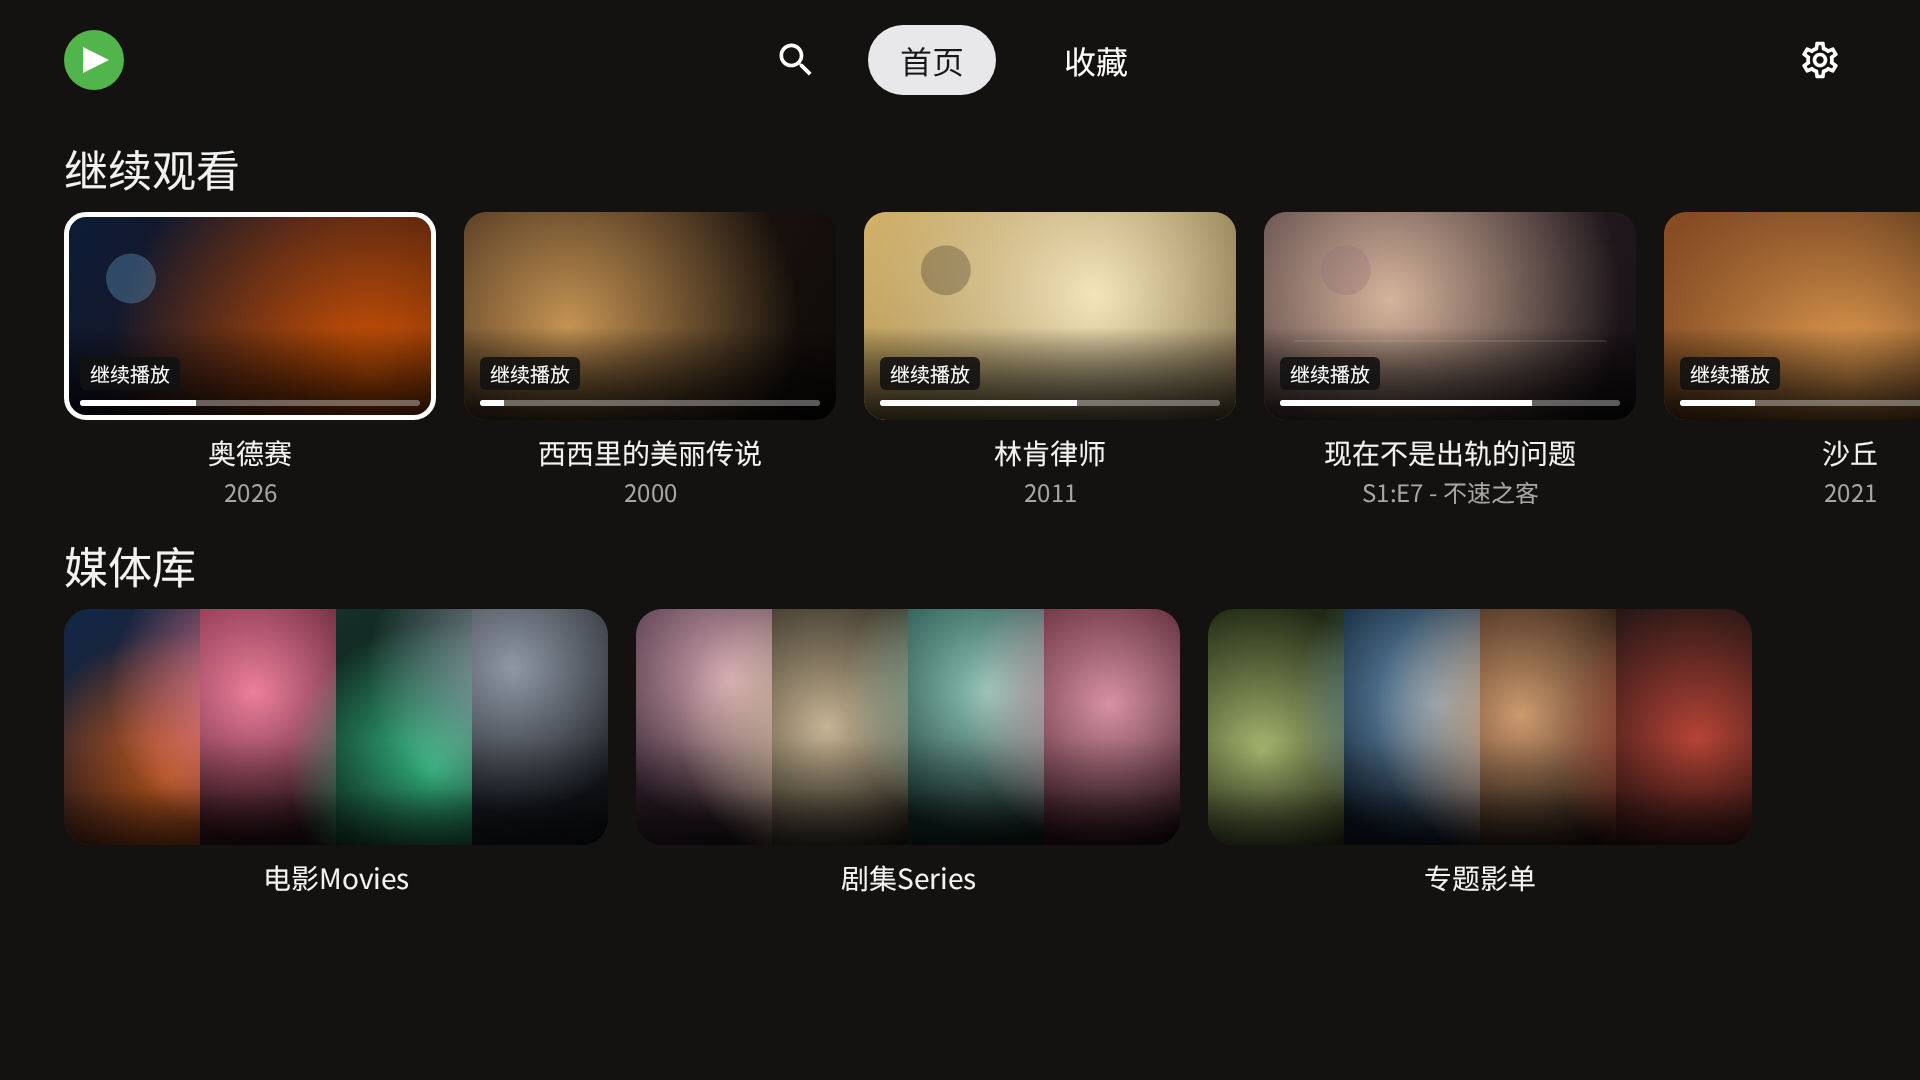 首页
收藏
继续观看
继续播放
继续播放
继续播放
继续播放
继续播放
奥德赛
西西里的美丽传说
林肯律师
现在不是出轨的问题
沙丘
2026
2000
2011
S1:E7 - 不速之客
2021
媒体库
电影Movies
剧集Series
专题影单